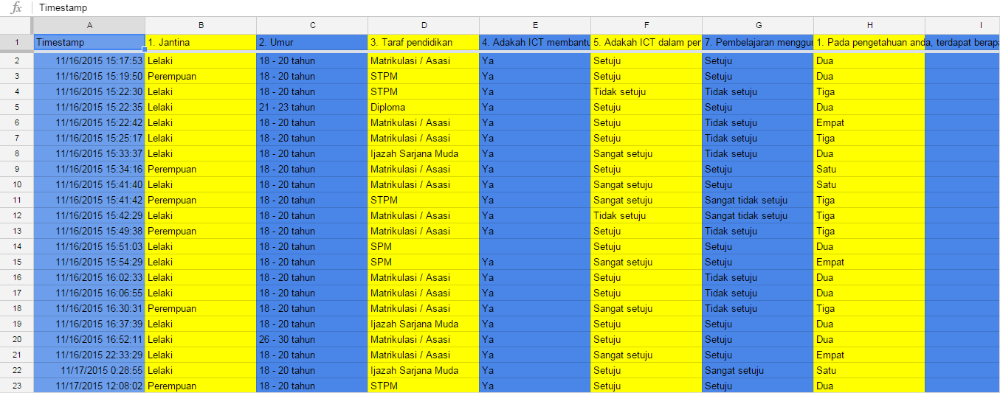 fx Timestamp
A B C D E F G H I
1 Timestamp 1. Jantina 2. Umur 3. Taraf pendidikan 4. Adakah ICT membantu 5. Adakah ICT dalam per 7. Pembelajaran menggu 1. Pada pengetahuan anda, terdapat berapa
2 11/16/2015 15:17:53 Lelaki 18 - 20 tahun Matrikulasi / Asasi Ya Setuju Setuju Dua
3 11/16/2015 15:19:50 Perempuan 18 - 20 tahun STPM Ya Setuju Setuju Dua
4 11/16/2015 15:22:30 Lelaki 18 - 20 tahun STPM Ya Tidak setuju Tidak setuju Tiga
5 11/16/2015 15:22:35 Lelaki 21 - 23 tahun Diploma Ya Setuju Setuju Dua
6 11/16/2015 15:22:42 Lelaki 18 - 20 tahun Matrikulasi / Asasi Ya Setuju Tidak setuju Empat
7 11/16/2015 15:25:17 Lelaki 18 - 20 tahun Matrikulasi / Asasi Ya Setuju Tidak setuju Tiga
8 11/16/2015 15:33:37 Lelaki 18 - 20 tahun Ijazah Sarjana Muda Ya Sangat setuju Tidak setuju Dua
9 11/16/2015 15:34:16 Perempuan 18 - 20 tahun Matrikulasi / Asasi Ya Setuju Setuju Satu
10 11/16/2015 15:41:40 Lelaki 18 - 20 tahun Matrikulasi / Asasi Ya Sangat setuju Setuju Satu
11 11/16/2015 15:41:42 Perempuan 18 - 20 tahun STPM Ya Sangat setuju Sangat tidak setuju Tiga
12 11/16/2015 15:42:29 Lelaki 18 - 20 tahun Matrikulasi / Asasi Ya Tidak setuju Sangat tidak setuju Tiga
13 11/16/2015 15:49:38 Perempuan 18 - 20 tahun Matrikulasi / Asasi Ya Setuju Tidak setuju Tiga
14 11/16/2015 15:51:03 Lelaki 18 - 20 tahun SPM Setuju Setuju Dua
15 11/16/2015 15:54:29 Lelaki 18 - 20 tahun SPM Ya Sangat setuju Setuju Empat
16 11/16/2015 16:02:33 Lelaki 18 - 20 tahun Matrikulasi / Asasi Ya Setuju Tidak setuju Dua
17 11/16/2015 16:06:55 Lelaki 18 - 20 tahun Matrikulasi / Asasi Ya Setuju Tidak setuju Dua
18 11/16/2015 16:30:31 Perempuan 18 - 20 tahun Matrikulasi / Asasi Ya Sangat setuju Tidak setuju Tiga
19 11/16/2015 16:37:39 Lelaki 18 - 20 tahun Ijazah Sarjana Muda Ya Setuju Setuju Dua
20 11/16/2015 16:52:11 Lelaki 26 - 30 tahun Matrikulasi / Asasi Ya Setuju Setuju Dua
21 11/16/2015 22:33:29 Lelaki 18 - 20 tahun Matrikulasi / Asasi Ya Sangat setuju Setuju Empat
22 11/17/2015 0:28:55 Lelaki 18 - 20 tahun Ijazah Sarjana Muda Ya Setuju Sangat setuju Satu
23 11/17/2015 12:08:02 Perempuan 18 - 20 tahun STPM Ya Setuju Setuju Dua